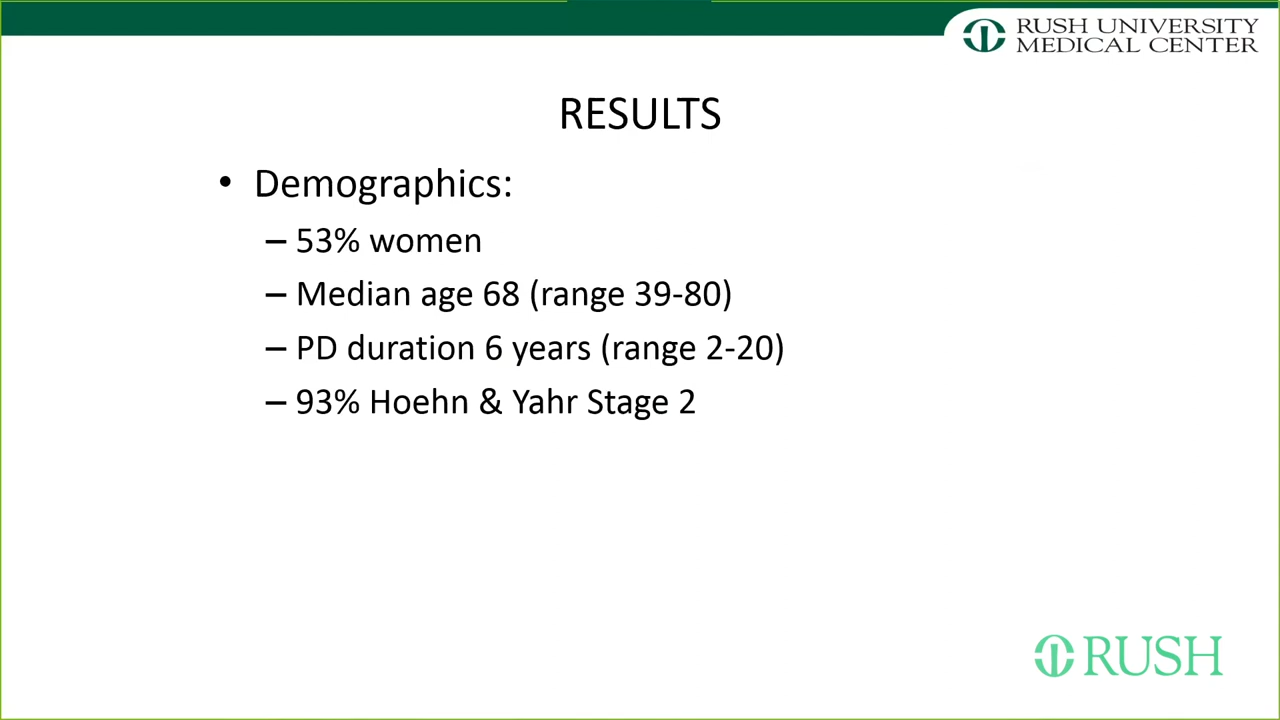 RUSH UNIVERSITY
MEDICAL CENTER
RESULTS
• Demographics:
– 53% women
– Median age 68 (range 39-80)
– PD duration 6 years (range 2-20)
– 93% Hoehn & Yahr Stage 2
RUSH